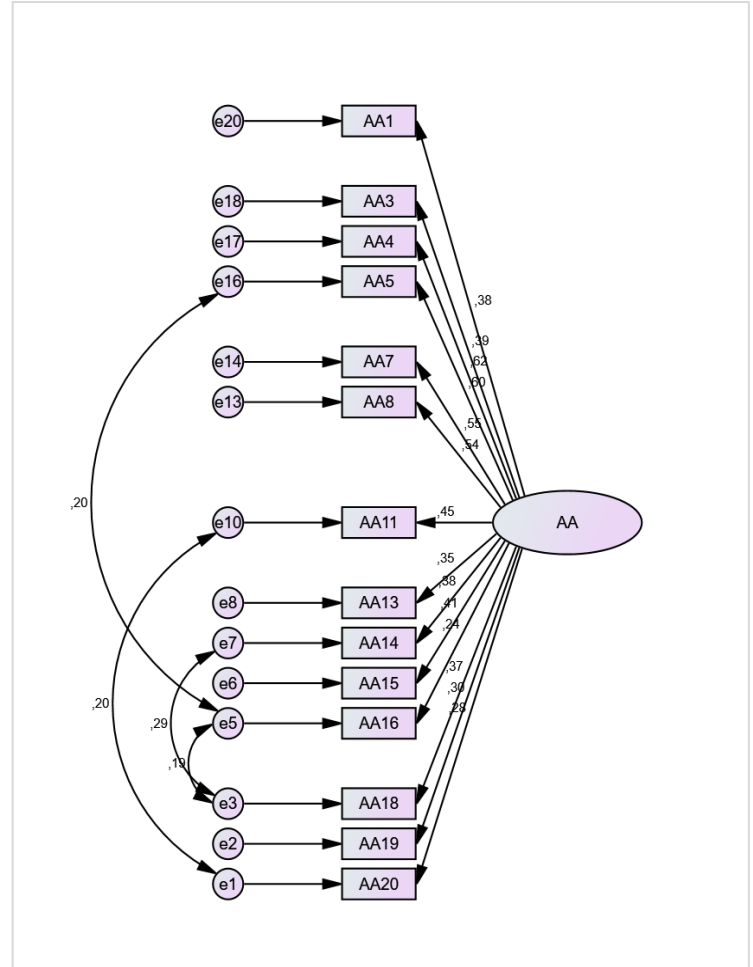 e20 AA1
e18 AA3
e17 AA4
e16 AA5
,38
,39
,62
e14 AA7
,60
e13 AA8
,55
,54
,20
e10 AA11 ,45 AA
,35
,38
e8 AA13 ,41
,24
e7 AA14
,37
e6 AA15
,30
,20
,28
e5 AA16
,29
,19
e3 AA18
e2 AA19
e1 AA20